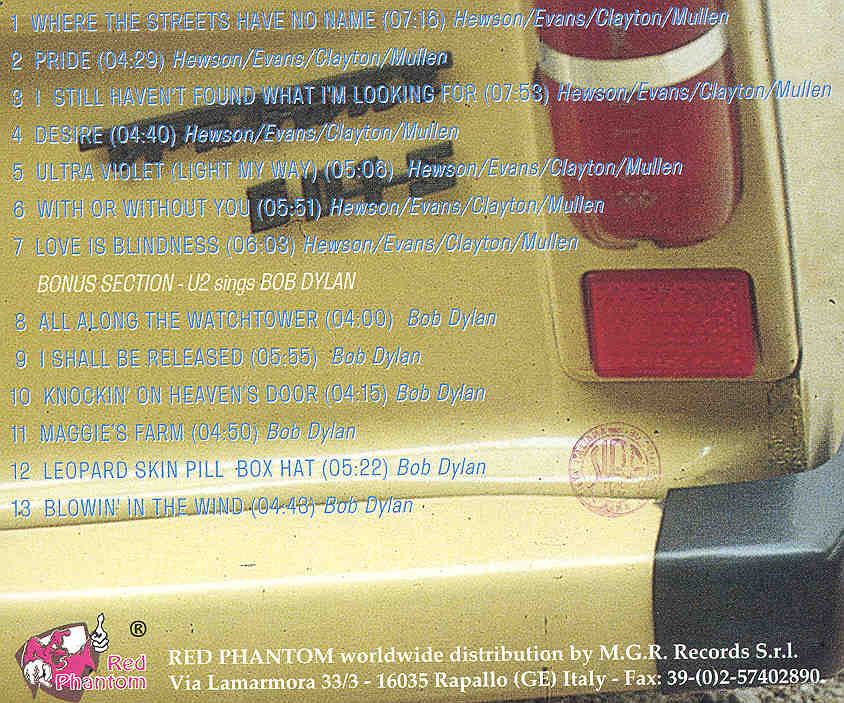 1 WHERE THE STREETS HAVE NO NAME (07:16) Hewson/Evans/Clayton/Mullen
2 PRIDE (04:29) Hewson/Evans/Clayton/Mullen
3 I STILL HAVEN'T FOUND WHAT I'M LOOKING FOR (07:53) Hewson/Evans/Clayton/Mullen
4 DESIRE (04:40) Hewson/Evans/Clayton/Mullen
5 ULTRA VIOLET (LIGHT MY WAY) (05:06) Hewson/Evans/Clayton/Mullen
6 WITH OR WITHOUT YOU (05:51) Hewson/Evans/Clayton/Mullen
7 LOVE IS BLINDNESS (06:03) Hewson/Evans/Clayton/Mullen
BONUS SECTION - U2 sings BOB DYLAN
8 ALL ALONG THE WATCHTOWER (04:00) Bob Dylan
9 I SHALL BE RELEASED (05:55) Bob Dylan
10 KNOCKIN' ON HEAVEN'S DOOR (04:15) Bob Dylan
11 MAGGIE'S FARM (04:50) Bob Dylan
12 LEOPARD SKIN PILL BOX HAT (05:22) Bob Dylan
13 BLOWIN' IN THE WIND (04:43) Bob Dylan
®
Red
Phantom
RED PHANTOM worldwide distribution by M.G.R. Records S.r.l.
Via Lamarmora 33/3 - 16035 Rapallo (GE) Italy - Fax: 39-(0)2-57402890